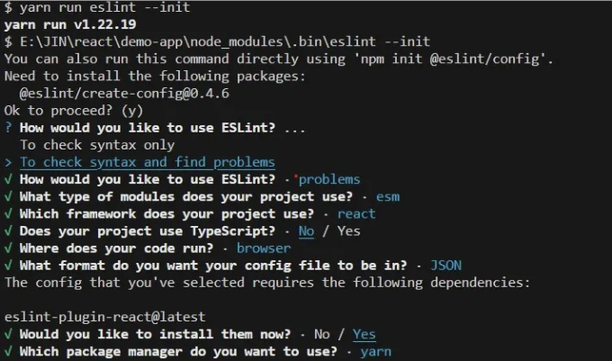 $ yarn run eslint --init
yarn run v1.22.19
$ E:\JIN\react\demo-app\node_modules\.bin\eslint --init
You can also run this command directly using 'npm init @eslint/config'.
Need to install the following packages:
  @eslint/create-config@0.4.6
Ok to proceed? (y)
? How would you like to use ESLint? ...
  To check syntax only
> To check syntax and find problems
√ How would you like to use ESLint? · problems
√ What type of modules does your project use? · esm
√ Which framework does your project use? · react
√ Does your project use TypeScript? · No / Yes
√ Where does your code run? · browser
√ What format do you want your config file to be in? · JSON
The config that you've selected requires the following dependencies:

eslint-plugin-react@latest
√ Would you like to install them now? · No / Yes
√ Which package manager do you want to use? · yarn